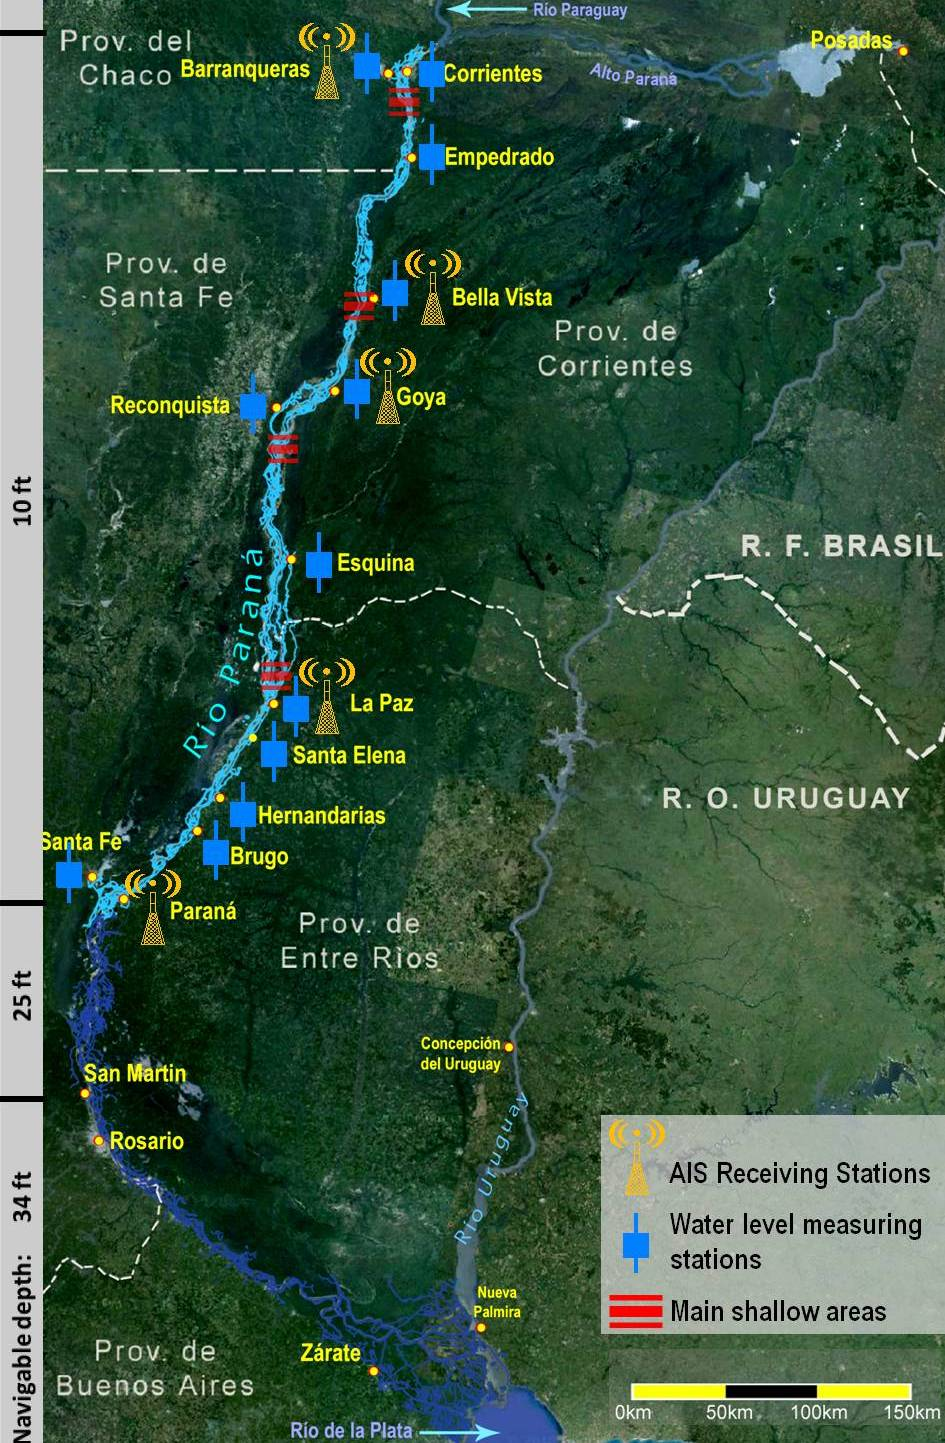 Río Paraguay
Prov. del
Chaco
Barranqueras
Corrientes
Posadas
Alto Paraná
Empedrado
Prov. de
Santa Fe
Bella Vista
Prov. de
Corrientes
Goya
Reconquista
10 ft
Esquina
R. F. BRASIL
Río Paraná
La Paz
Santa Elena
R. O. URUGUAY
Hernandarias
Santa Fe
Brugo
Paraná
Prov. de
Entre Rìos
25 ft
Concepción
del Uruguay
San Martin
Rosario
Río Uruguay
AIS Receiving Stations
Water level measuring
stations
Main shallow areas
Navigable depth: 34 ft
Nueva
Palmira
Zárate
Prov. de
Buenos Aires
0km 50km 100km 150km
Río de la Plata